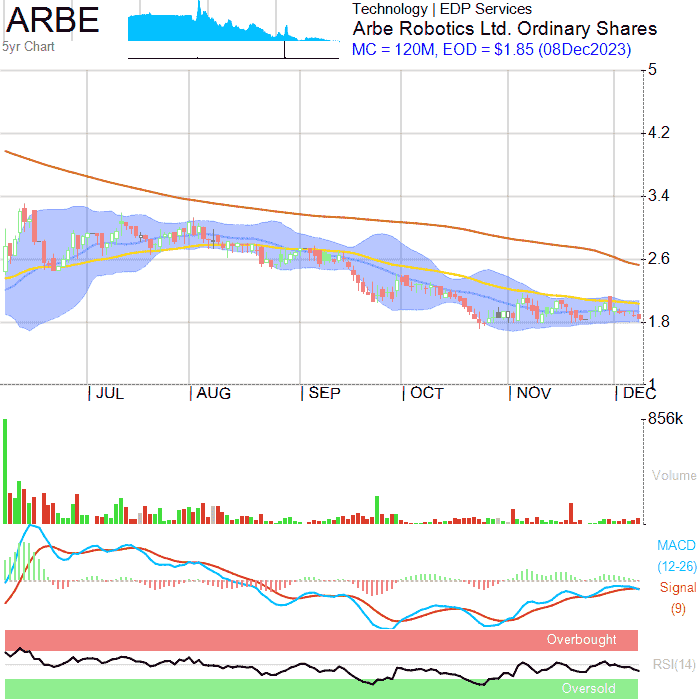 ARBE
5yr Chart
Technology | EDP Services
Arbe Robotics Ltd. Ordinary Shares
MC = 120M, EOD = $1.85 (08Dec2023)
5
4.2
3.4
2.6
1.8
1
JUL
AUG
SEP
OCT
NOV
DEC
856k
Volume
MACD
(12-26)
Signal
(9)
Overbought
RSI(14)
Oversold